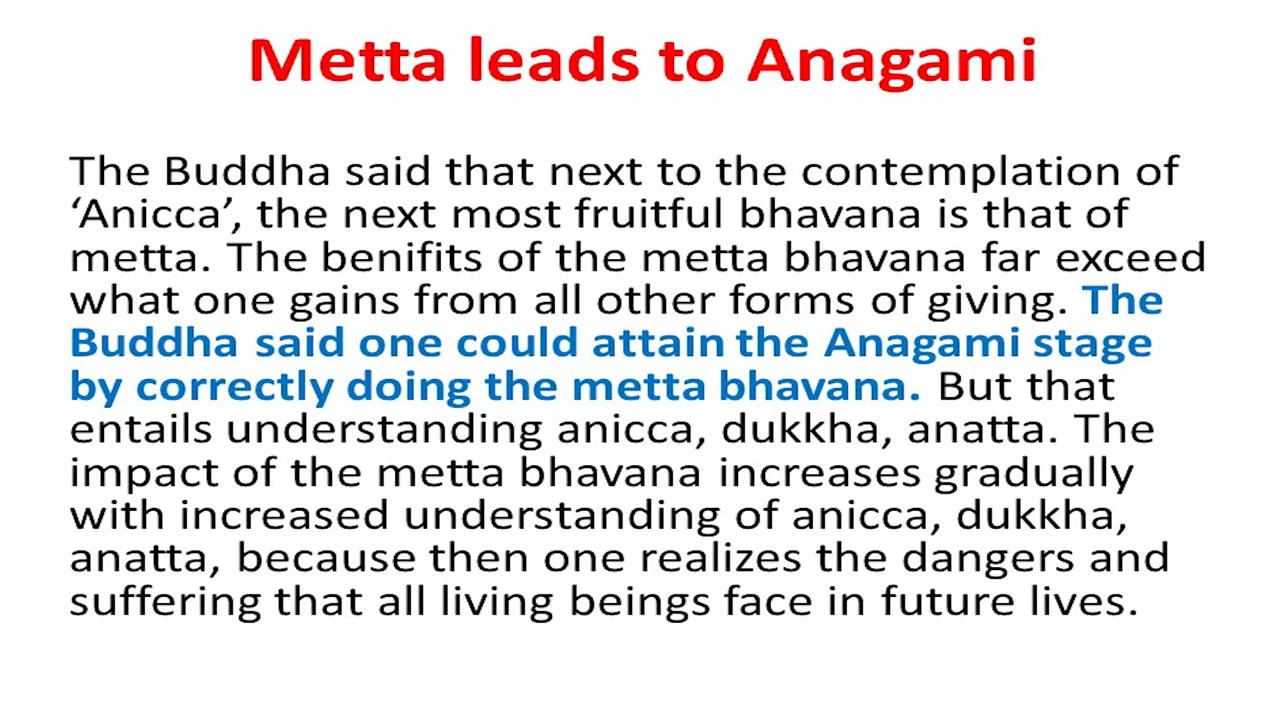 Metta leads to Anagami
The Buddha said that next to the contemplation of
‘Anicca’, the next most fruitful bhavana is that of
metta. The benifits of the metta bhavana far exceed
what one gains from all other forms of giving. The
Buddha said one could attain the Anagami stage
by correctly doing the metta bhavana. But that
entails understanding anicca, dukkha, anatta. The
impact of the metta bhavana increases gradually
with increased understanding of anicca, dukkha,
anatta, because then one realizes the dangers and
suffering that all living beings face in future lives.